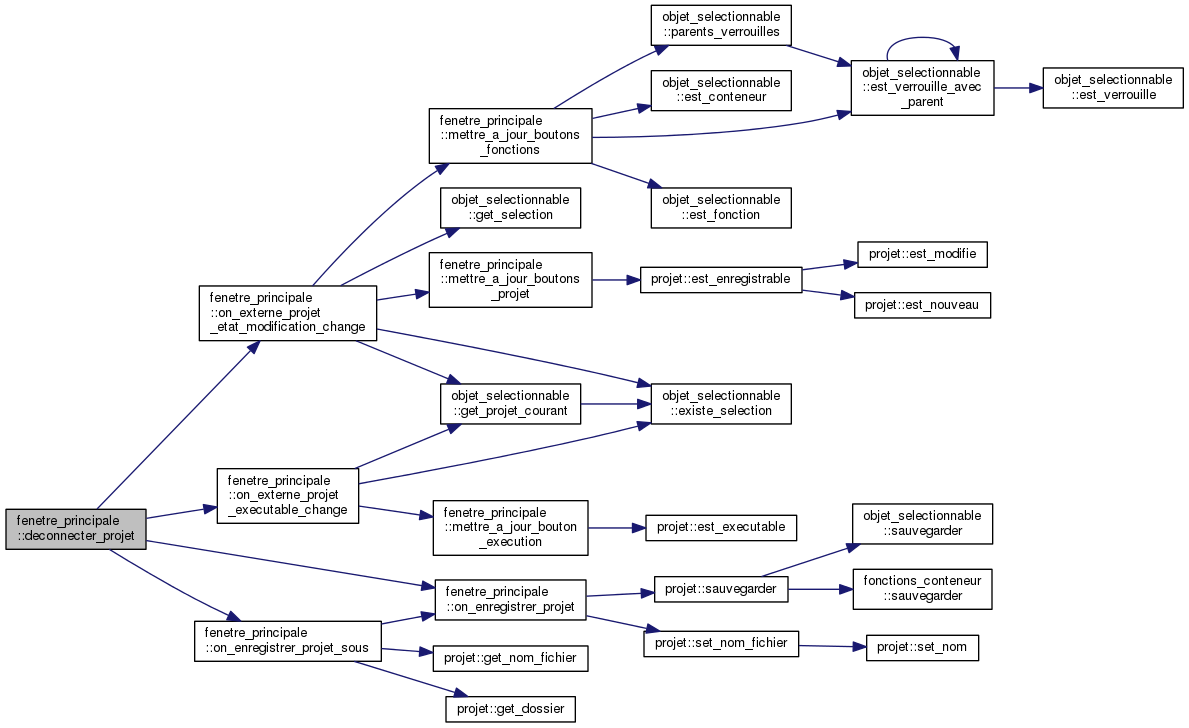 objet_selectionnable
::parents_verrouilles
objet_selectionnable
::est_verrouille_avec
_parent
objet_selectionnable
::est_verrouille
objet_selectionnable
::est_conteneur
fenetre_principale
::mettre_a_jour_boutons
_fonctions
objet_selectionnable
::est_fonction
objet_selectionnable
::get_selection
fenetre_principale
::mettre_a_jour_boutons
_projet
projet::est_enregistrable
projet::est_modifie
projet::est_nouveau
fenetre_principale
::on_externe_projet
_etat_modification_change
objet_selectionnable
::get_projet_courant
objet_selectionnable
::existe_selection
fenetre_principale
::on_externe_projet
_executable_change
fenetre_principale
::mettre_a_jour_bouton
_execution
projet::est_executable
fenetre_principale
::deconnecter_projet
objet_selectionnable
::sauvegarder
fonctions_conteneur
::sauvegarder
fenetre_principale
::on_enregistrer_projet
projet::sauvegarder
projet::set_nom_fichier
projet::set_nom
fenetre_principale
::on_enregistrer_projet_sous
projet::get_nom_fichier
projet::get_dossier